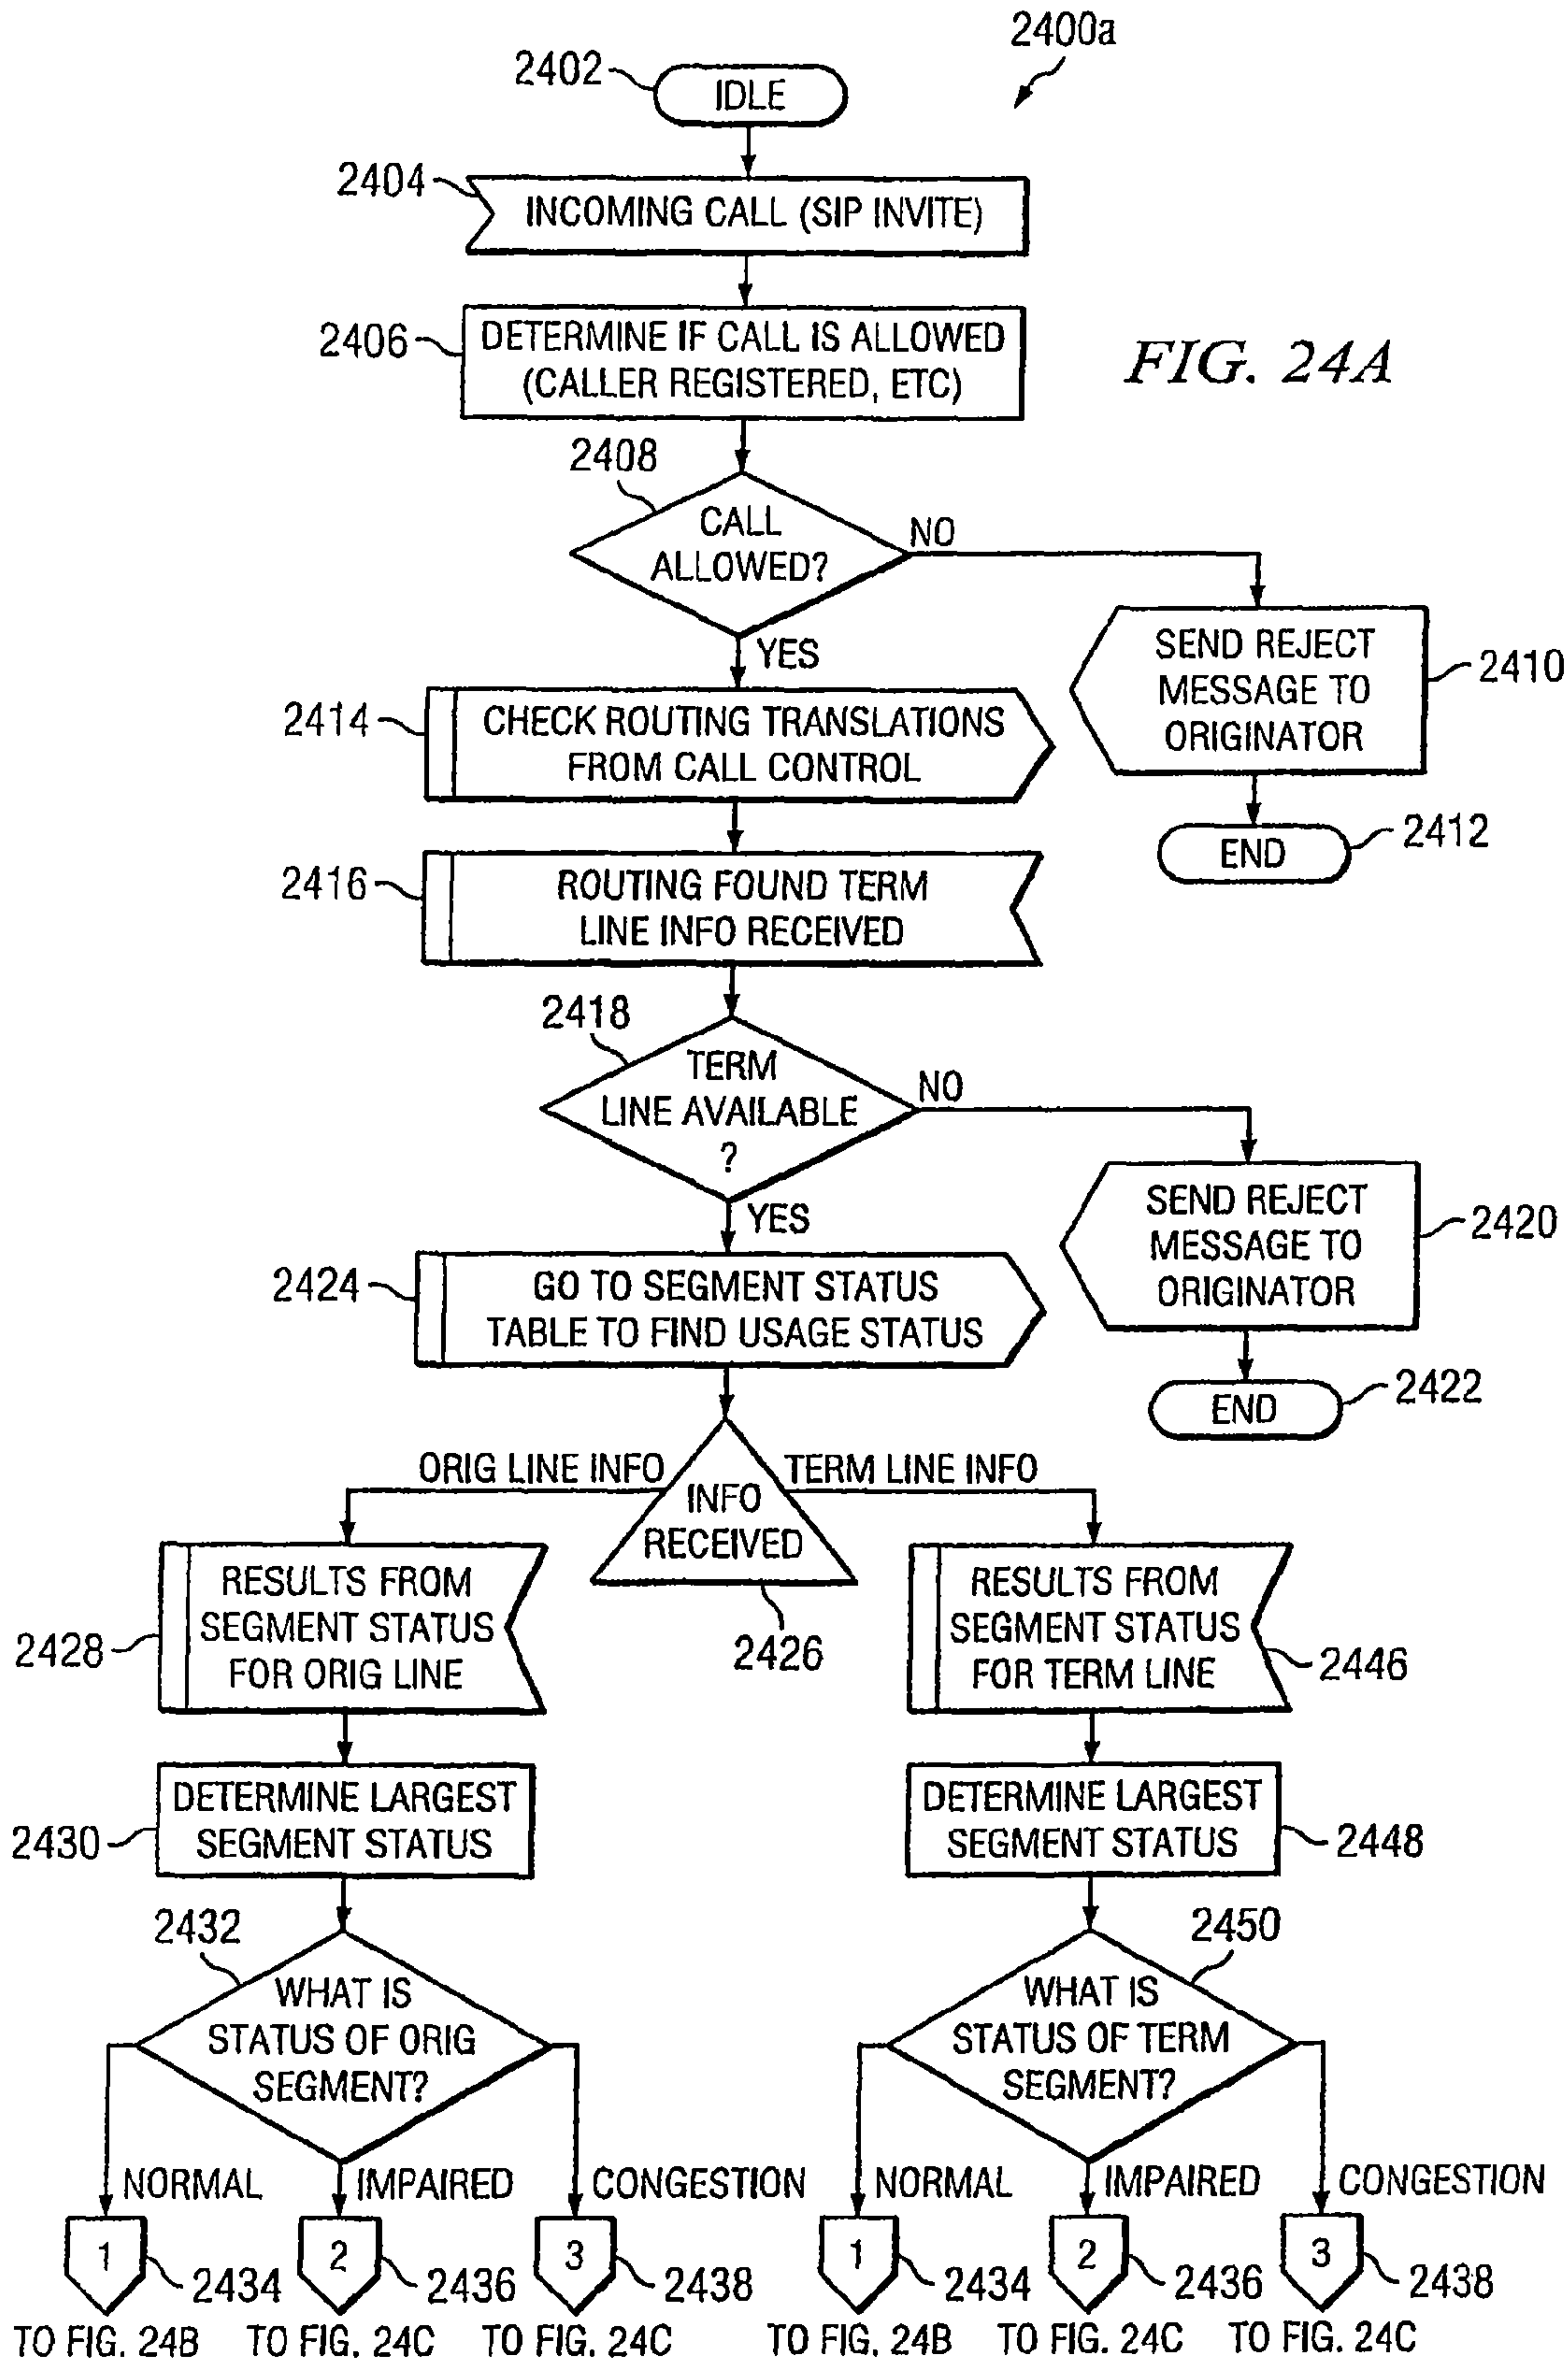 2400a
2402
IDLE
2404
INCOMING CALL (SIP INVITE)
2406
DETERMINE IF CALL IS ALLOWED
(CALLER REGISTERED, ETC)
FIG. 24A
2408
CALL
ALLOWED?
NO
YES
SEND REJECT
MESSAGE TO
ORIGINATOR
2410
END
2412
2414
CHECK ROUTING TRANSLATIONS
FROM CALL CONTROL
2416
ROUTING FOUND TERM
LINE INFO RECEIVED
2418
TERM
LINE AVAILABLE
?
NO
YES
SEND REJECT
MESSAGE TO
ORIGINATOR
2420
END
2422
2424
GO TO SEGMENT STATUS
TABLE TO FIND USAGE STATUS
ORIG LINE INFO
TERM LINE INFO
INFO
RECEIVED
2426
2428
RESULTS FROM
SEGMENT STATUS
FOR ORIG LINE
RESULTS FROM
SEGMENT STATUS
FOR TERM LINE
2446
2430
DETERMINE LARGEST
SEGMENT STATUS
DETERMINE LARGEST
SEGMENT STATUS
2448
2432
WHAT IS
STATUS OF ORIG
SEGMENT?
2450
WHAT IS
STATUS OF TERM
SEGMENT?
NORMAL
IMPAIRED
CONGESTION
NORMAL
IMPAIRED
CONGESTION
1
2434
2
2436
3
2438
1
2434
2
2436
3
2438
TO FIG. 24B
TO FIG. 24C
TO FIG. 24C
TO FIG. 24B
TO FIG. 24C
TO FIG. 24C